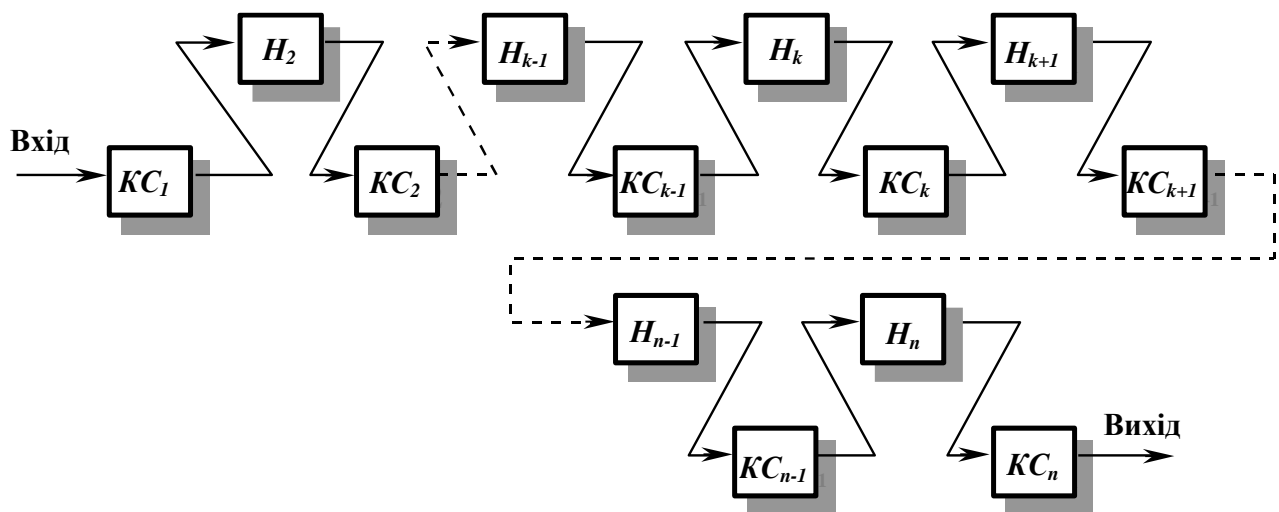 H₂ Hₖ₋₁ Hₖ Hₖ₊₁
Вхід
КС₁ КС₂ КСₖ₋₁ КСₖ КСₖ₊₁
Hₙ₋₁ Hₙ
Вихід
КСₙ₋₁ КСₙ